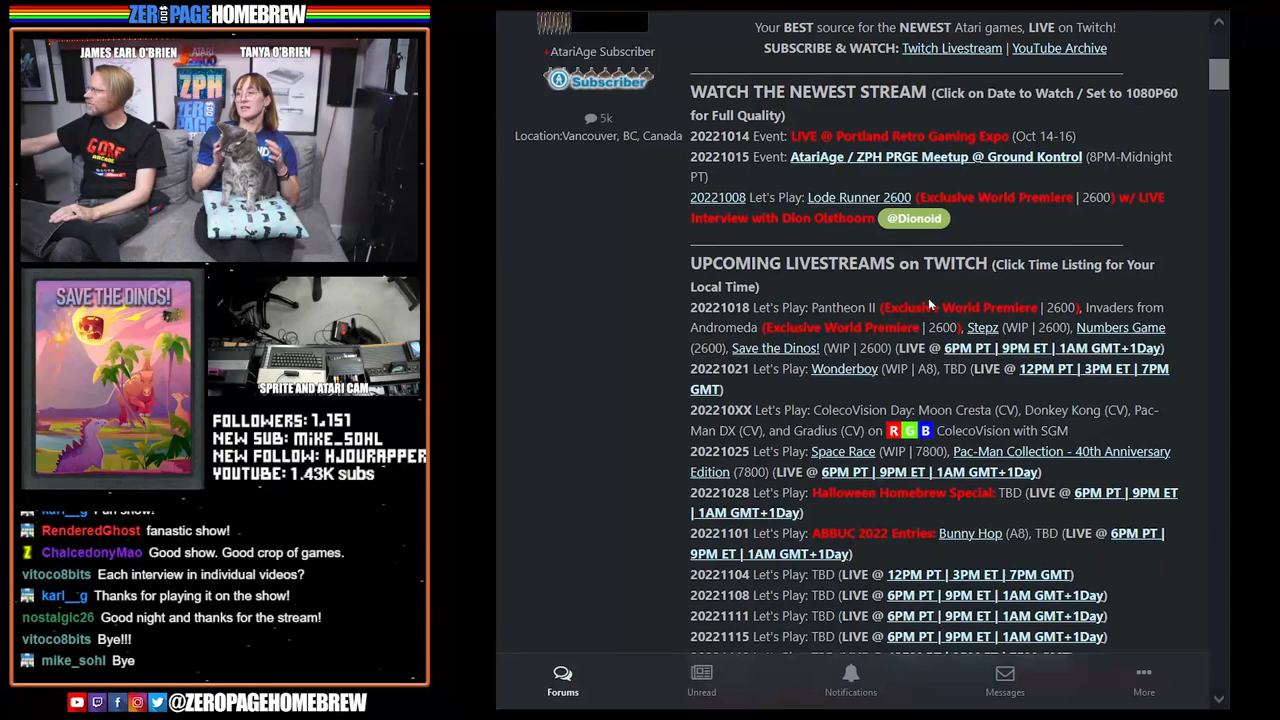 ZERO PAGE HOMEBREW
JAMES EARL O'BRIEN
TANYA O'BRIEN
ATARI
ZPH
GORF
ARCADE
SAVE THE DINOS!
SPRITE AND ATARI CAM
FOLLOWERS: 1,151
NEW SUB: MIKE_SOHL
NEW FOLLOW: HJOURAPPER
YOUTUBE: 1.43K subs
karl__g Fun show!
RenderedGhost fanastic show!
ChalcedonyMao Good show. Good crop of games.
vitoco8bits Each interview in individual videos?
karl__g Thanks for playing it on the show!
nostalgic26 Good night and thanks for the stream!
vitoco8bits Bye!!!
mike_sohl Bye
@ZEROPAGEHOMEBREW
+AtariAge Subscriber
Subscriber
5k
Location:Vancouver, BC, Canada
Your BEST source for the NEWEST Atari games, LIVE on Twitch!
SUBSCRIBE & WATCH: Twitch Livestream | YouTube Archive
WATCH THE NEWEST STREAM (Click on Date to Watch / Set to 1080P60
for Full Quality)
20221014 Event: LIVE @ Portland Retro Gaming Expo (Oct 14-16)
20221015 Event: AtariAge / ZPH PRGE Meetup @ Ground Kontrol (8PM-Midnight
PT)
20221008 Let's Play: Lode Runner 2600 (Exclusive World Premiere | 2600) w/ LIVE
Interview with Dion Olsthoorn @Dionoid
UPCOMING LIVESTREAMS on TWITCH (Click Time Listing for Your
Local Time)
20221018 Let's Play: Pantheon II (Exclusive World Premiere | 2600), Invaders from
Andromeda (Exclusive World Premiere | 2600), Stepz (WIP | 2600), Numbers Game
(2600), Save the Dinos! (WIP | 2600) (LIVE @ 6PM PT | 9PM ET | 1AM GMT+1Day)
20221021 Let's Play: Wonderboy (WIP | A8), TBD (LIVE @ 12PM PT | 3PM ET | 7PM
GMT)
202210XX Let's Play: ColecoVision Day: Moon Cresta (CV), Donkey Kong (CV), Pac-
Man DX (CV), and Gradius (CV) on R G B ColecoVision with SGM
20221025 Let's Play: Space Race (WIP | 7800), Pac-Man Collection - 40th Anniversary
Edition (7800) (LIVE @ 6PM PT | 9PM ET | 1AM GMT+1Day)
20221028 Let's Play: Halloween Homebrew Special: TBD (LIVE @ 6PM PT | 9PM ET
| 1AM GMT+1Day)
20221101 Let's Play: ABBUC 2022 Entries: Bunny Hop (A8), TBD (LIVE @ 6PM PT |
9PM ET | 1AM GMT+1Day)
20221104 Let's Play: TBD (LIVE @ 12PM PT | 3PM ET | 7PM GMT)
20221108 Let's Play: TBD (LIVE @ 6PM PT | 9PM ET | 1AM GMT+1Day)
20221111 Let's Play: TBD (LIVE @ 6PM PT | 9PM ET | 1AM GMT+1Day)
20221115 Let's Play: TBD (LIVE @ 6PM PT | 9PM ET | 1AM GMT+1Day)
Forums
Unread
Notifications
Messages
More